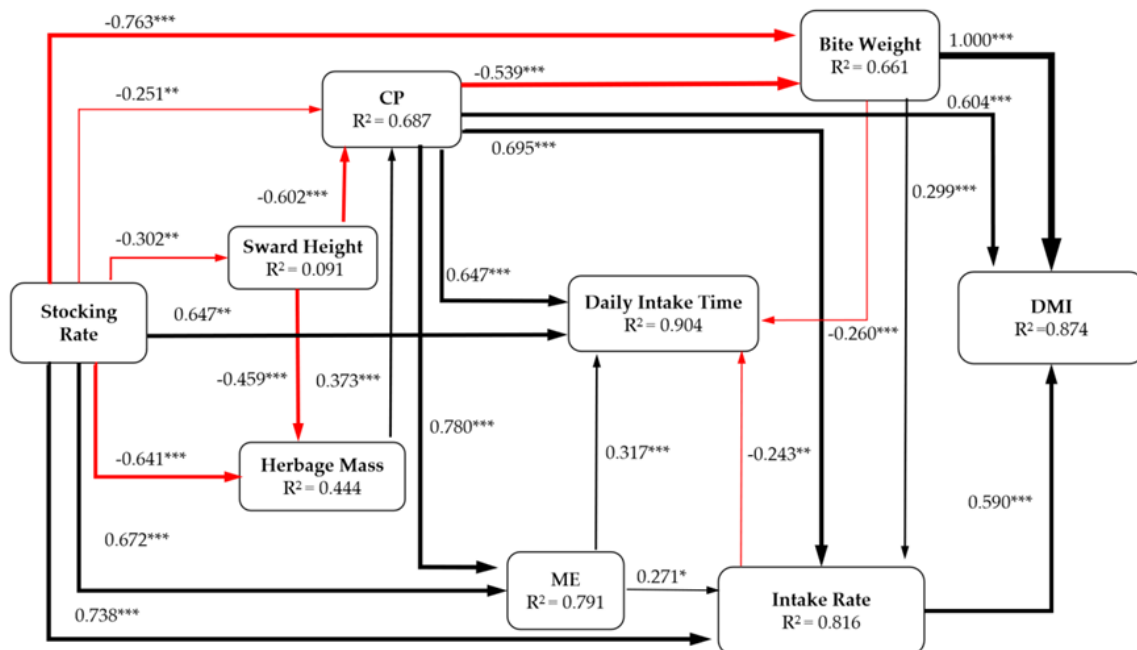 -0.763***
Bite Weight
R² = 0.661
1.000***
-0.539***
-0.251**
CP
R² = 0.687
0.604***
0.695***
-0.602***
0.299***
-0.302**
Sward Height
R² = 0.091
0.647***
Daily Intake Time
R² = 0.904
DMI
R² =0.874
Stocking
Rate
0.647**
-0.260***
-0.459***
0.373***
0.780***
0.317***
-0.243**
-0.641***
Herbage Mass
R² = 0.444
0.590***
0.672***
ME
R² = 0.791
0.271*
Intake Rate
R² = 0.816
0.738***